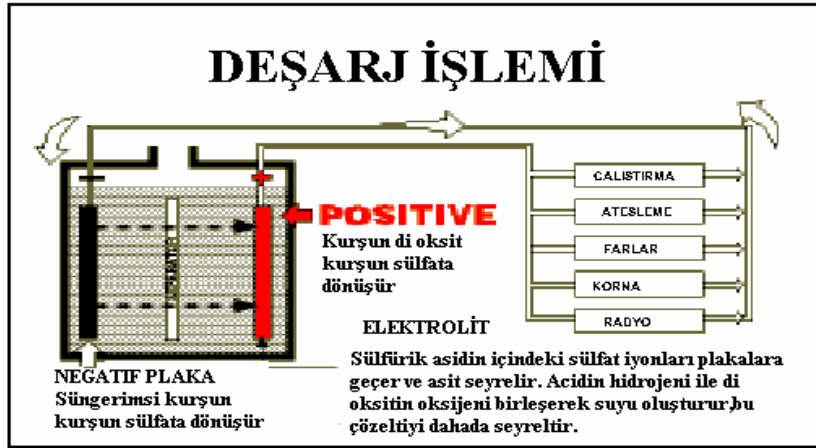 DEŞARJ İŞLEMİ
POSITIVE
Kurşun di oksit
kurşun sülfata
dönüşür
CALISTIRMA
ATESLEME
FARLAR
KORNA
RADYO
NEGATIF PLAKA
Süngerimsi kurşun
kurşun sülfata dönüşür
ELEKTROLİT
Sülfürik asidin içindeki sülfat iyonları plakalara
geçer ve asit seyrelir. Acidin hidrojeni ile di
oksitin oksijeni birleşerek suyu oluşturur,bu
çözeltiyi dahada seyreltir.